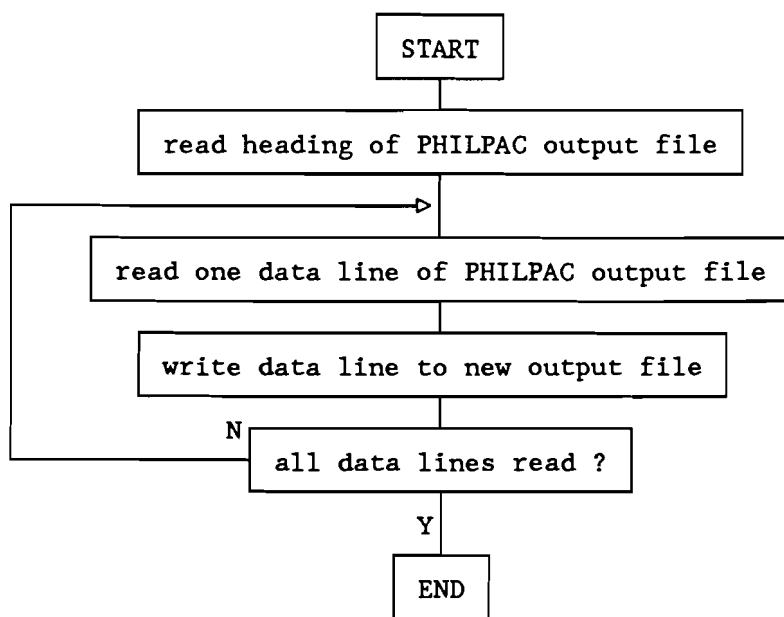 START
read heading of PHILPAC output file
read one data line of PHILPAC output file
write data line to new output file
N
all data lines read ?
Y
END